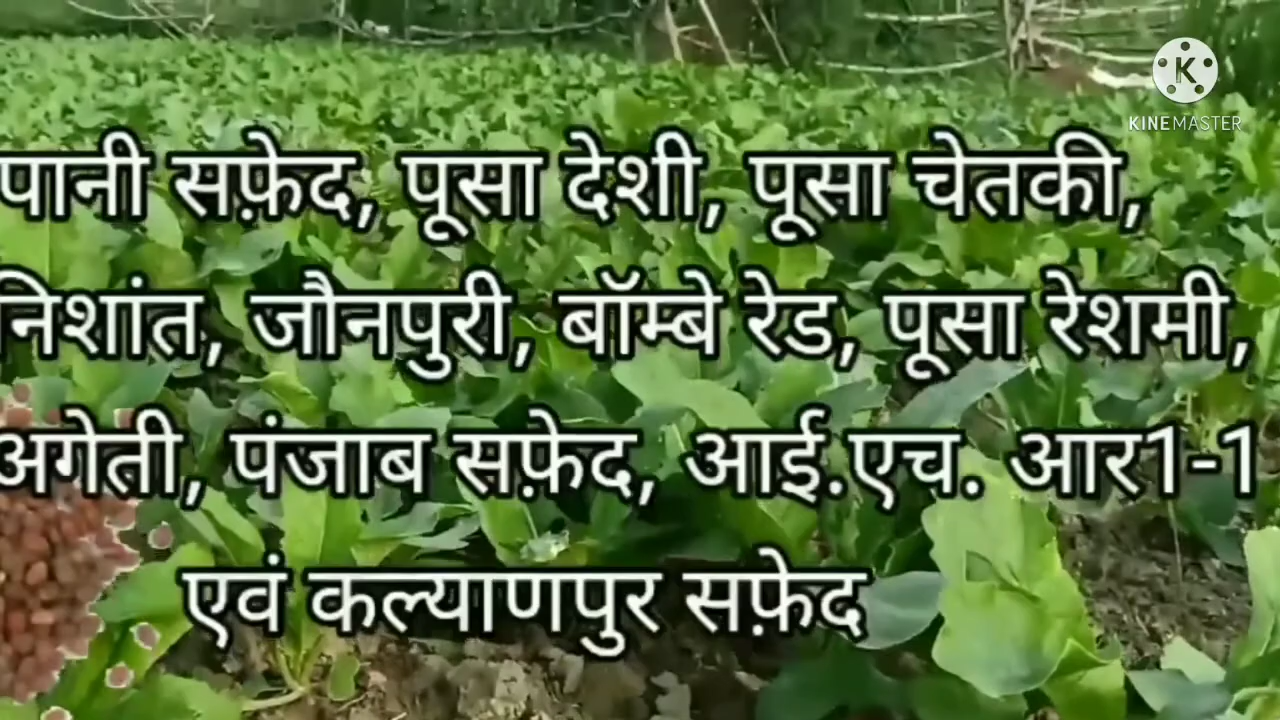 KINEMASTER
पानी सफ़ेद, पूसा देशी, पूसा चेतकी,
निशांत, जौनपुरी, बॉम्बे रेड, पूसा रेशमी,
अगेती, पंजाब सफ़ेद, आई.एच. आर1-1
एवं कल्याणपुर सफ़ेद